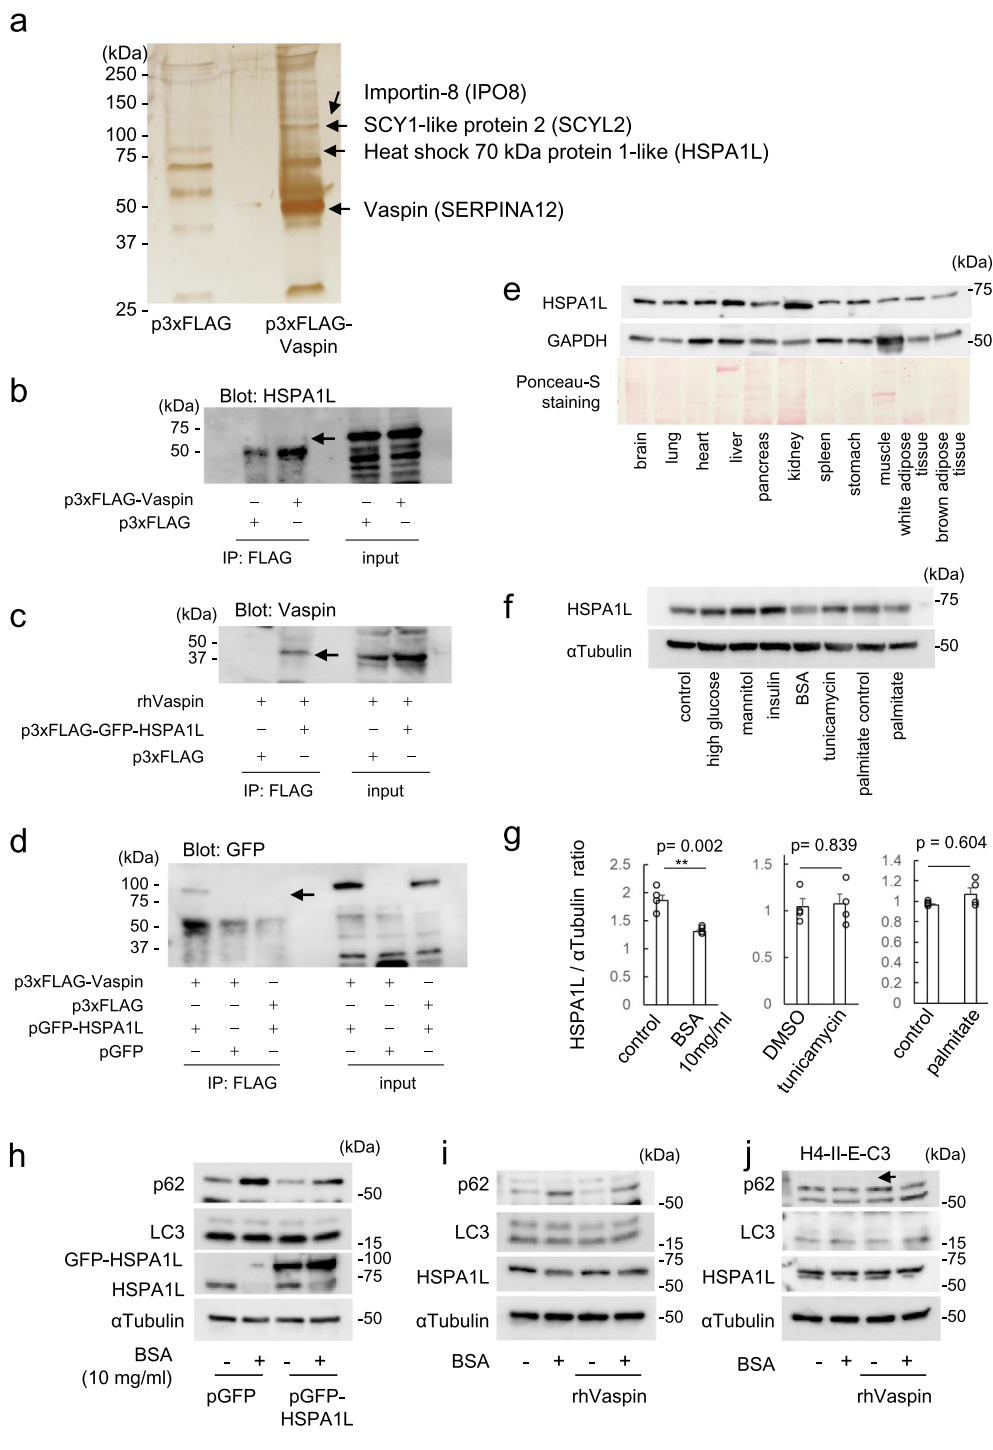 a
(kDa)
250 -
150 -
100 -
75 -
50 -
37 -
25 -
Importin-8 (IPO8)
SCY1-like protein 2 (SCYL2)
Heat shock 70 kDa protein 1-like (HSPA1L)
Vaspin (SERPINA12)
p3xFLAG
p3xFLAG-
Vaspin
b
Blot: HSPA1L
(kDa)
75 -
50 -
p3xFLAG-Vaspin – + – +
p3xFLAG + – + –
IP: FLAG
input
c
Blot: Vaspin
(kDa)
50 -
37 -
rhVaspin + + + +
p3xFLAG-GFP-HSPA1L – + – +
p3xFLAG + – + –
IP: FLAG
input
d
Blot: GFP
(kDa)
100 -
75 -
50 -
37 -
p3xFLAG-Vaspin + + – + + –
p3xFLAG – – + – – +
pGFP-HSPA1L + – + + – +
pGFP – + – – + –
IP: FLAG
input
e
(kDa)
HSPA1L
-75
GAPDH
-50
Ponceau-S
staining
brain
lung
heart
liver
pancreas
kidney
spleen
stomach
muscle
white adipose
tissue
brown adipose
tissue
f
(kDa)
HSPA1L
-75
αTubulin
-50
control
high glucose
mannitol
insulin
BSA
tunicamycin
palmitate control
palmitate
g
HSPA1L / αTubulin ratio
p= 0.002
**
2.5
2
1.5
1
0.5
0
control
BSA
10mg/ml
p= 0.839
1.5
1
0.5
0
DMSO
tunicamycin
p = 0.604
1.4
1.2
1
0.8
0.6
0.4
0.2
0
control
palmitate
h
(kDa)
p62
-50
LC3
-15
GFP-HSPA1L
-100
HSPA1L
-75
αTubulin
-50
BSA - + - +
(10 mg/ml)
pGFP
pGFP-
HSPA1L
i
(kDa)
p62
-50
LC3
-15
-75
HSPA1L
-50
αTubulin
-50
BSA - + - +
rhVaspin
j
H4-II-E-C3
(kDa)
p62
-50
LC3
-15
-75
HSPA1L
-50
αTubulin
-50
BSA - + - +
rhVaspin